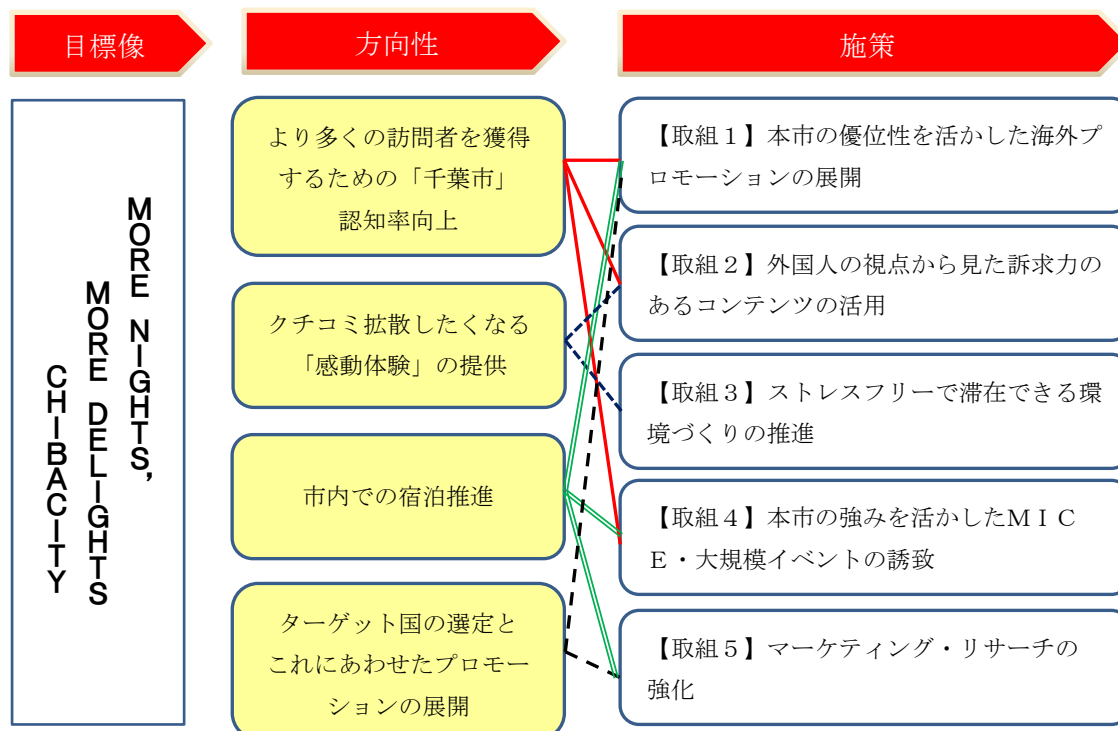 目標像
方向性
施策
MORE NIGHTS,
MORE DELIGHTS
CHIBACITY
より多くの訪問者を獲得
するための「千葉市」
認知率向上
クチコミ拡散したくなる
「感動体験」の提供
市内での宿泊推進
ターゲット国の選定と
これにあわせたプロモー
ションの展開
【取組１】本市の優位性を活かした海外プ
ロモーションの展開
【取組２】外国人の視点から見た訴求力の
あるコンテンツの活用
【取組３】ストレスフリーで滞在できる環
境づくりの推進
【取組４】本市の強みを活かしたＭＩＣ
Ｅ・大規模イベントの誘致
【取組５】マーケティング・リサーチの
強化